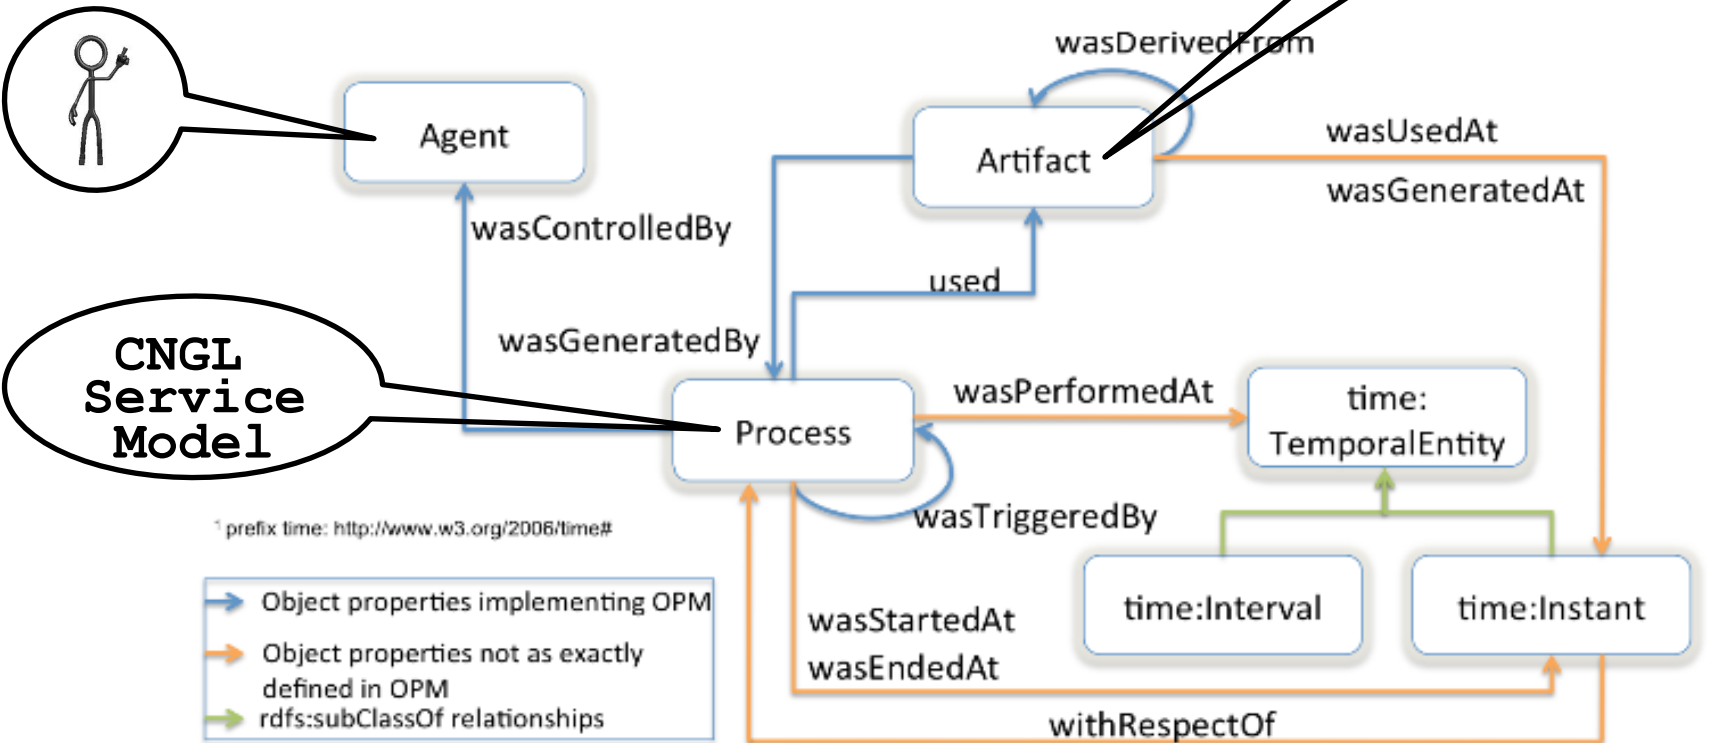 wasDerivedFrom
Agent
Artifact
wasUsedAt
wasGeneratedAt
wasControlledBy
used
wasGeneratedBy
CNGL
Service
Model
Process
wasPerformedAt
time:
TemporalEntity
wasTriggeredBy
1 prefix time: http://www.w3.org/2006/time#
time:Interval
time:Instant
Object properties implementing OPM
Object properties not as exactly
defined in OPM
rdfs:subClassOf relationships
wasStartedAt
wasEndedAt
withRespectOf